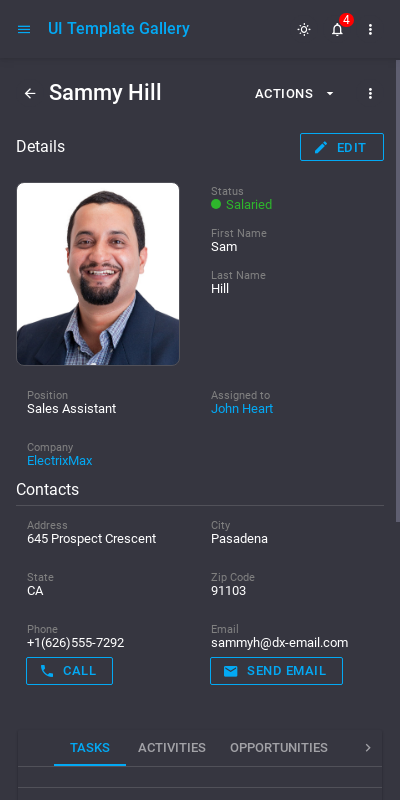 UI Template Gallery
4
Sammy Hill
ACTIONS
Details
EDIT
Status
Salaried
First Name
Sam
Last Name
Hill
Position
Sales Assistant
Assigned to
John Heart
Company
ElectrixMax
Contacts
Address
645 Prospect Crescent
City
Pasadena
State
CA
Zip Code
91103
Phone
+1(626)555-7292
Email
sammyh@dx-email.com
CALL
SEND EMAIL
TASKS ACTIVITIES OPPORTUNITIES